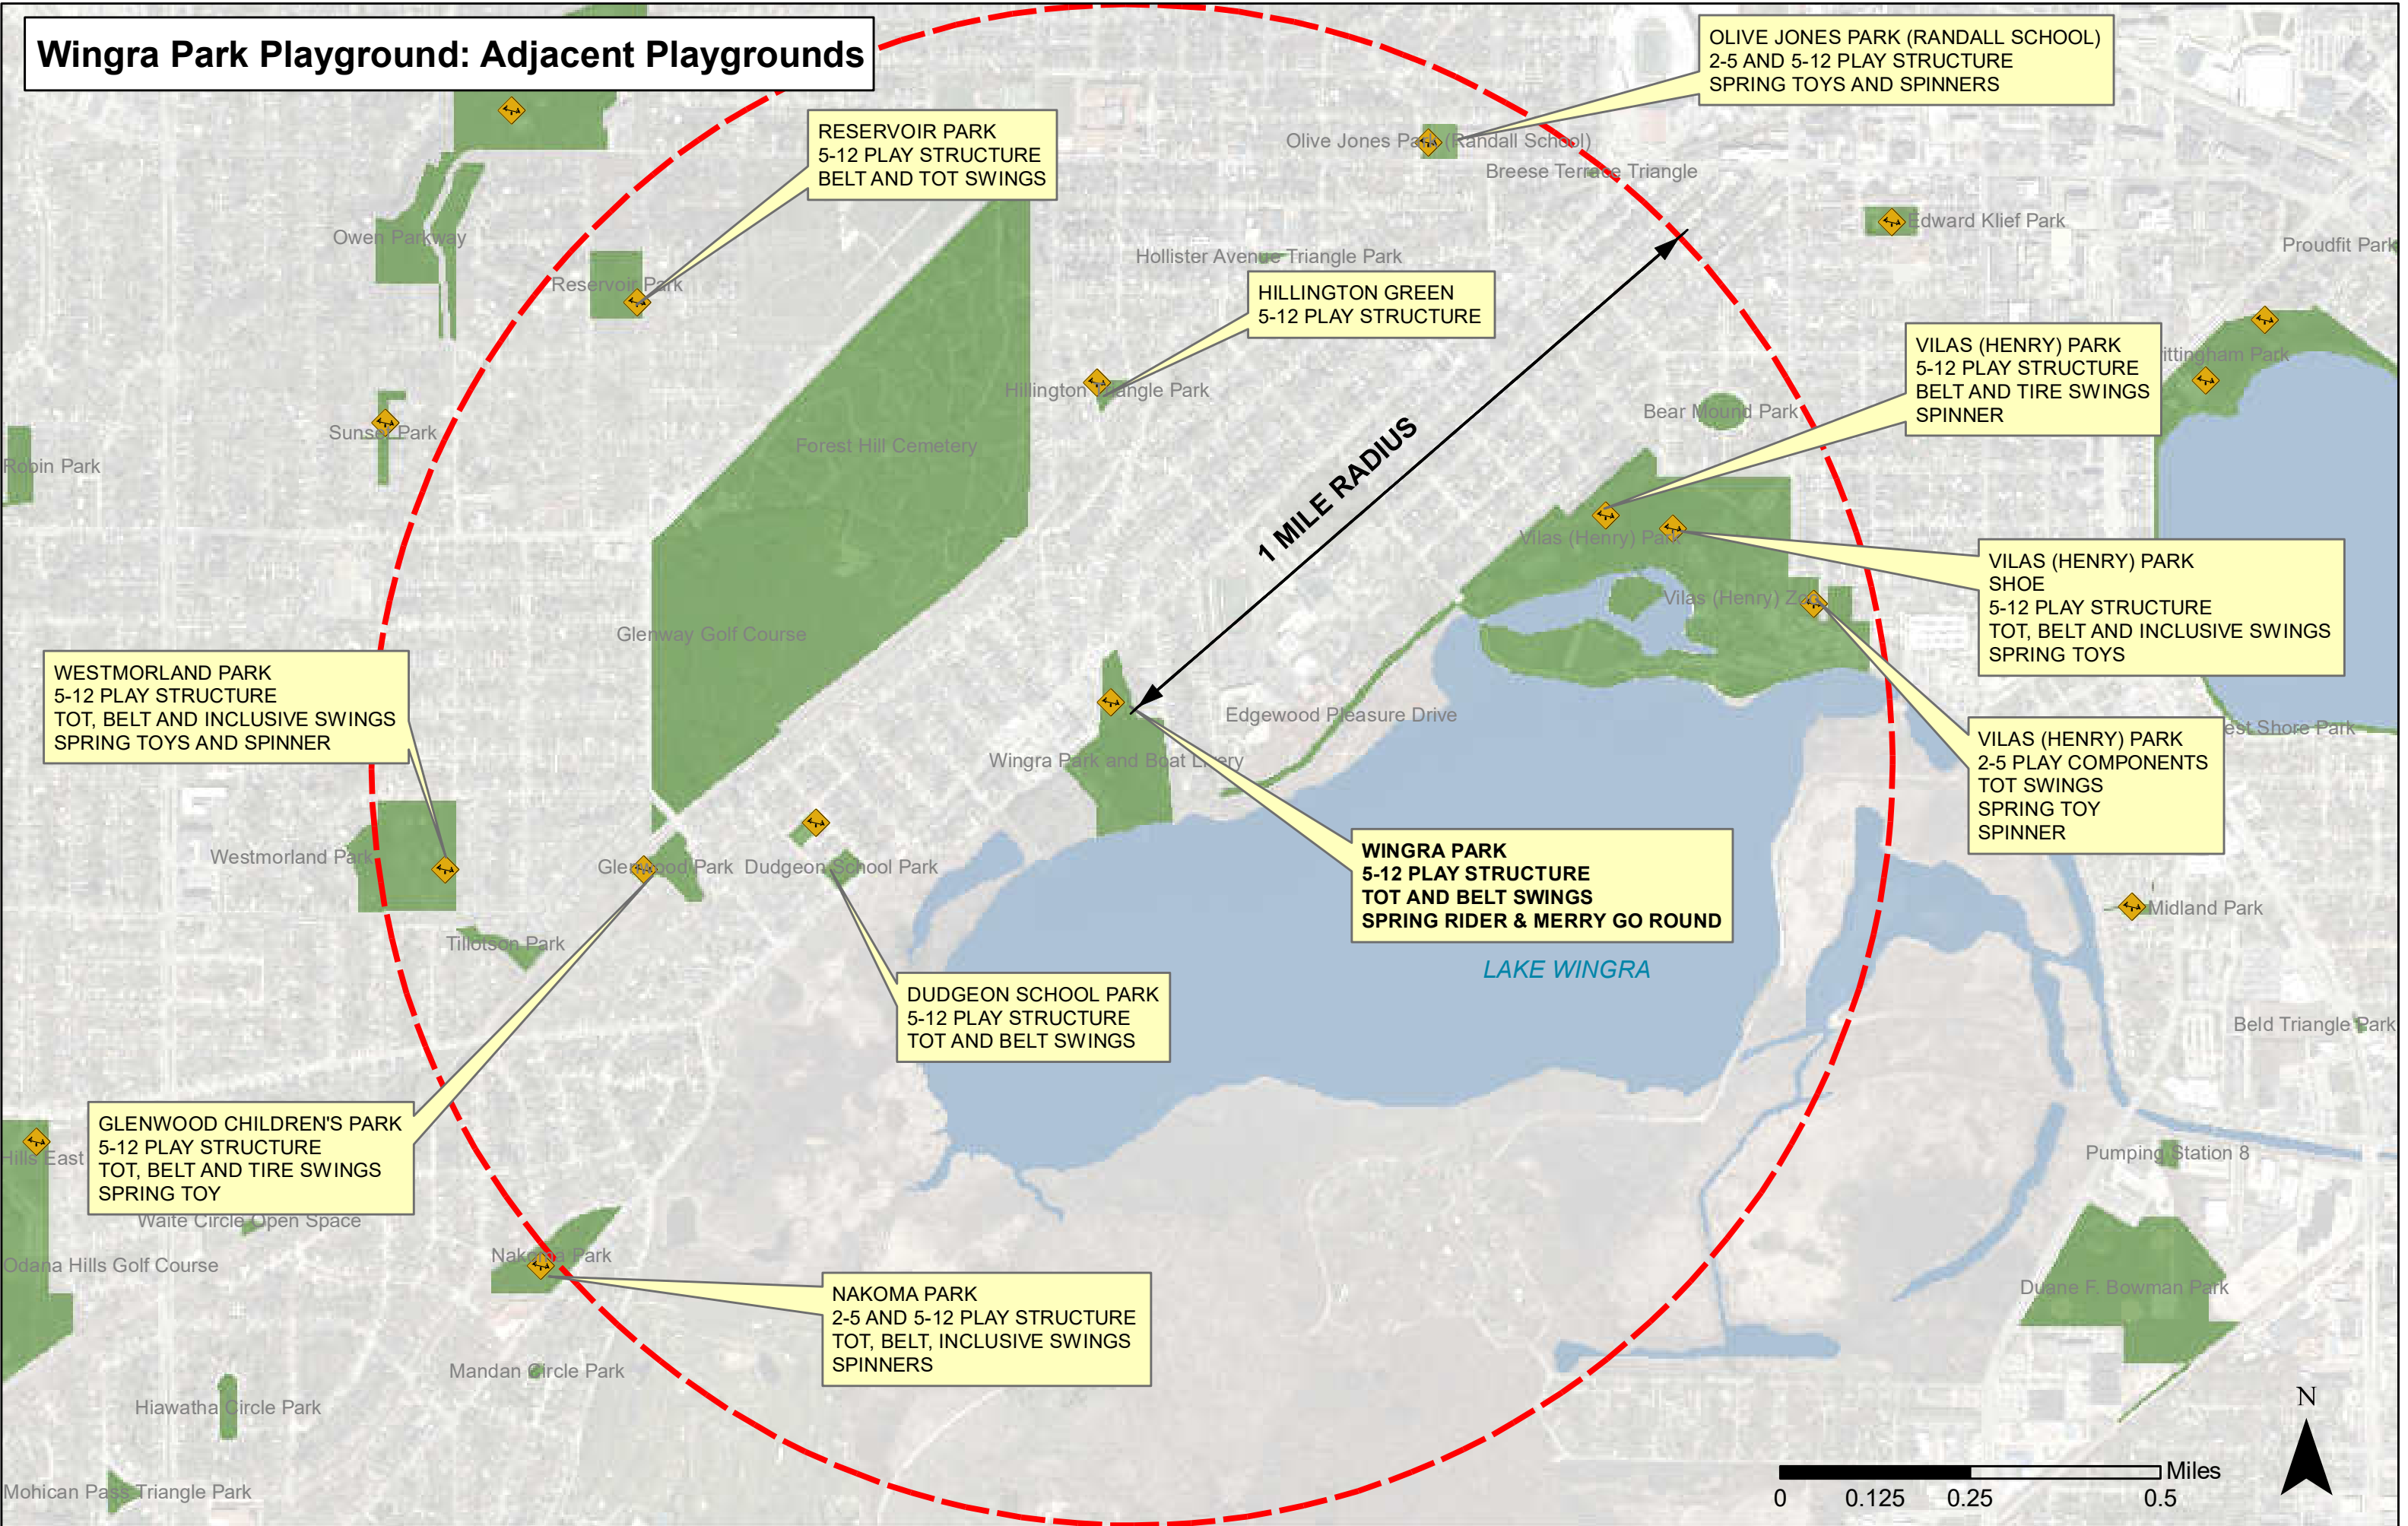 Wingra Park Playground: Adjacent Playgrounds
OLIVE JONES PARK (RANDALL SCHOOL)
2-5 AND 5-12 PLAY STRUCTURE
SPRING TOYS AND SPINNERS
RESERVOIR PARK
5-12 PLAY STRUCTURE
BELT AND TOT SWINGS
Olive Jones Park (Randall School)
Breese Terrace Triangle
Edward Klief Park
Proudfit Park
Owen Parkway
Reservoir Park
Hollister Avenue Triangle Park
HILLINGTON GREEN
5-12 PLAY STRUCTURE
Hillington Triangle Park
VILAS (HENRY) PARK
5-12 PLAY STRUCTURE
BELT AND TIRE SWINGS
SPINNER
ittingham Park
Bear Mound Park
Sunset Park
Robin Park
Forest Hill Cemetery
1 MILE RADIUS
Vilas (Henry) Park
VILAS (HENRY) PARK
SHOE
5-12 PLAY STRUCTURE
TOT, BELT AND INCLUSIVE SWINGS
SPRING TOYS
Vilas (Henry) Zoo
Glenway Golf Course
WESTMORLAND PARK
5-12 PLAY STRUCTURE
TOT, BELT AND INCLUSIVE SWINGS
SPRING TOYS AND SPINNER
Edgewood Pleasure Drive
est Shore Park
VILAS (HENRY) PARK
2-5 PLAY COMPONENTS
TOT SWINGS
SPRING TOY
SPINNER
Wingra Park and Boat Livery
WINGRA PARK
5-12 PLAY STRUCTURE
TOT AND BELT SWINGS
SPRING RIDER & MERRY GO ROUND
Westmorland Park
Glenwood Park
Dudgeon School Park
Midland Park
Tillotson Park
LAKE WINGRA
DUDGEON SCHOOL PARK
5-12 PLAY STRUCTURE
TOT AND BELT SWINGS
Beld Triangle Park
GLENWOOD CHILDREN'S PARK
5-12 PLAY STRUCTURE
TOT, BELT AND TIRE SWINGS
SPRING TOY
Hills East
Pumping Station 8
Waite Circle Open Space
Odana Hills Golf Course
Nakoma Park
NAKOMA PARK
2-5 AND 5-12 PLAY STRUCTURE
TOT, BELT, INCLUSIVE SWINGS
SPINNERS
Duane F. Bowman Park
Mandan Circle Park
Hiawatha Circle Park
Mohican Pass Triangle Park
N
Miles
0 0.125 0.25 0.5